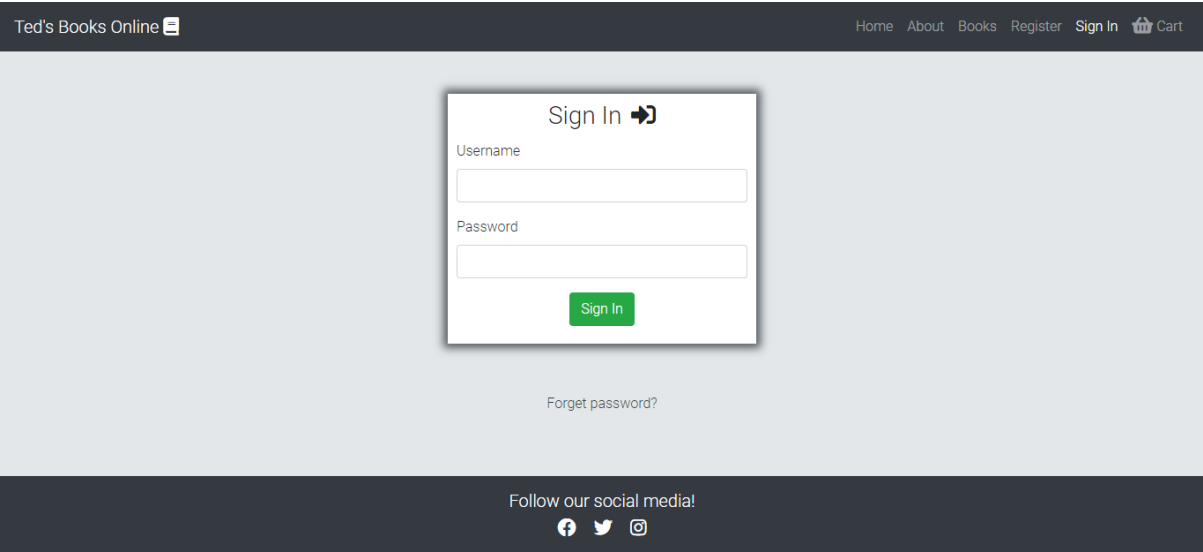 Ted's Books Online
Home About Books Register Sign In Cart
Sign In
Username
Password
Sign In
Forget password?
Follow our social media!